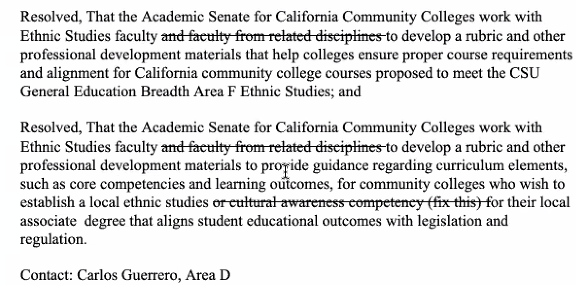 Resolved, That the Academic Senate for California Community Colleges work with
Ethnic Studies faculty and faculty from related disciplines to develop a rubric and other
professional development materials that help colleges ensure proper course requirements
and alignment for California community college courses proposed to meet the CSU
General Education Breadth Area F Ethnic Studies; and
Resolved, That the Academic Senate for California Community Colleges work with
Ethnic Studies faculty and faculty from related disciplines to develop a rubric and other
professional development materials to provide guidance regarding curriculum elements,
such as core competencies and learning outcomes, for community colleges who wish to
establish a local ethnic studies or cultural awareness competency (fix this) for their local
associate degree that aligns student educational outcomes with legislation and
regulation.
Contact: Carlos Guerrero, Area D